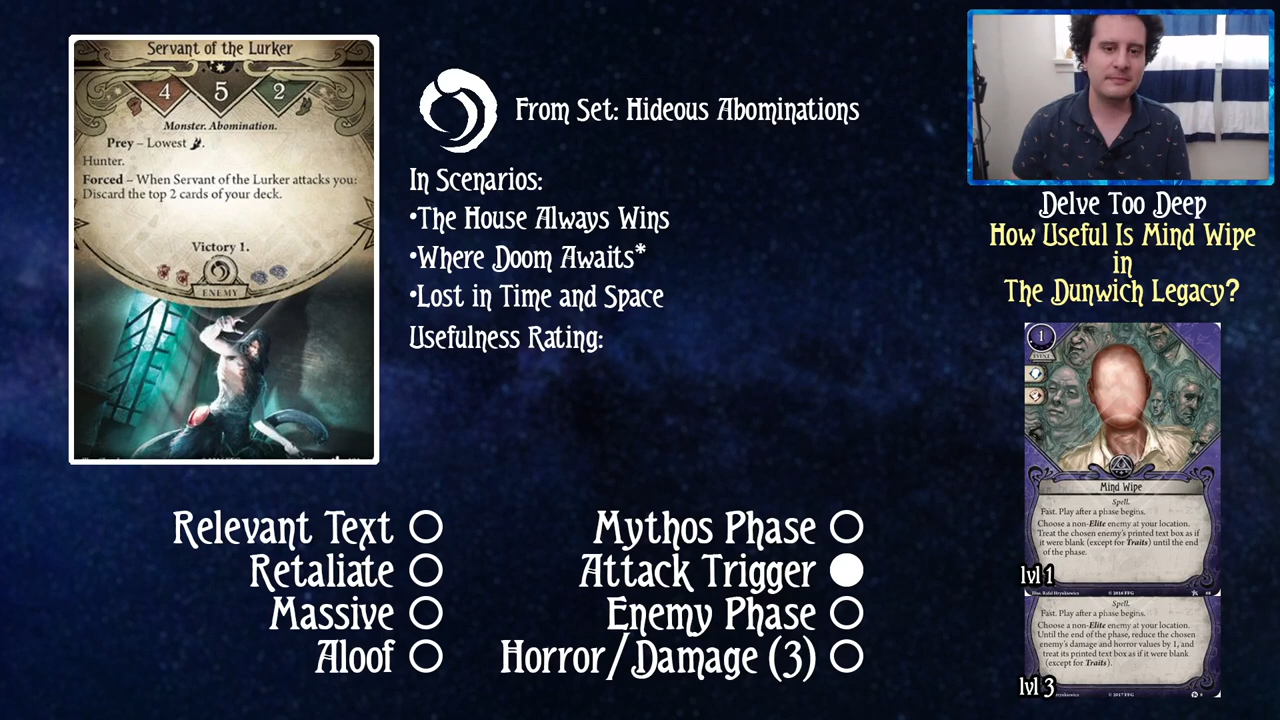 Servant of the Lurker
4 5 2
Monster. Abomination.
Prey – Lowest
Hunter.
Forced – When Servant of the Lurker attacks you:
Discard the top 2 cards of your deck.
Victory 1.
ENEMY
From Set: Hideous Abominations
In Scenarios:
•The House Always Wins
•Where Doom Awaits*
•Lost in Time and Space
Usefulness Rating:
Relevant Text
Retaliate
Massive
Aloof
Mythos Phase
Attack Trigger
Enemy Phase
Horror/Damage (3)
Delve Too Deep
How Useful Is Mind Wipe
in
The Dunwich Legacy?
1
EVENT
Mind Wipe
Spell.
Fast. Play after a phase begins.
Choose a non-Elite enemy at your location.
Treat the chosen enemy's printed text box as if
it were blank (except for Traits) until the end
of the phase.
lvl 1
© 2016 FFG
Spell.
Fast. Play after a phase begins.
Choose a non-Elite enemy at your location.
Until the end of the phase, reduce the chosen
enemy's damage and horror values by 1, and
treat its printed text box as if it were blank
(except for Traits).
lvl 3
© 2017 FFG